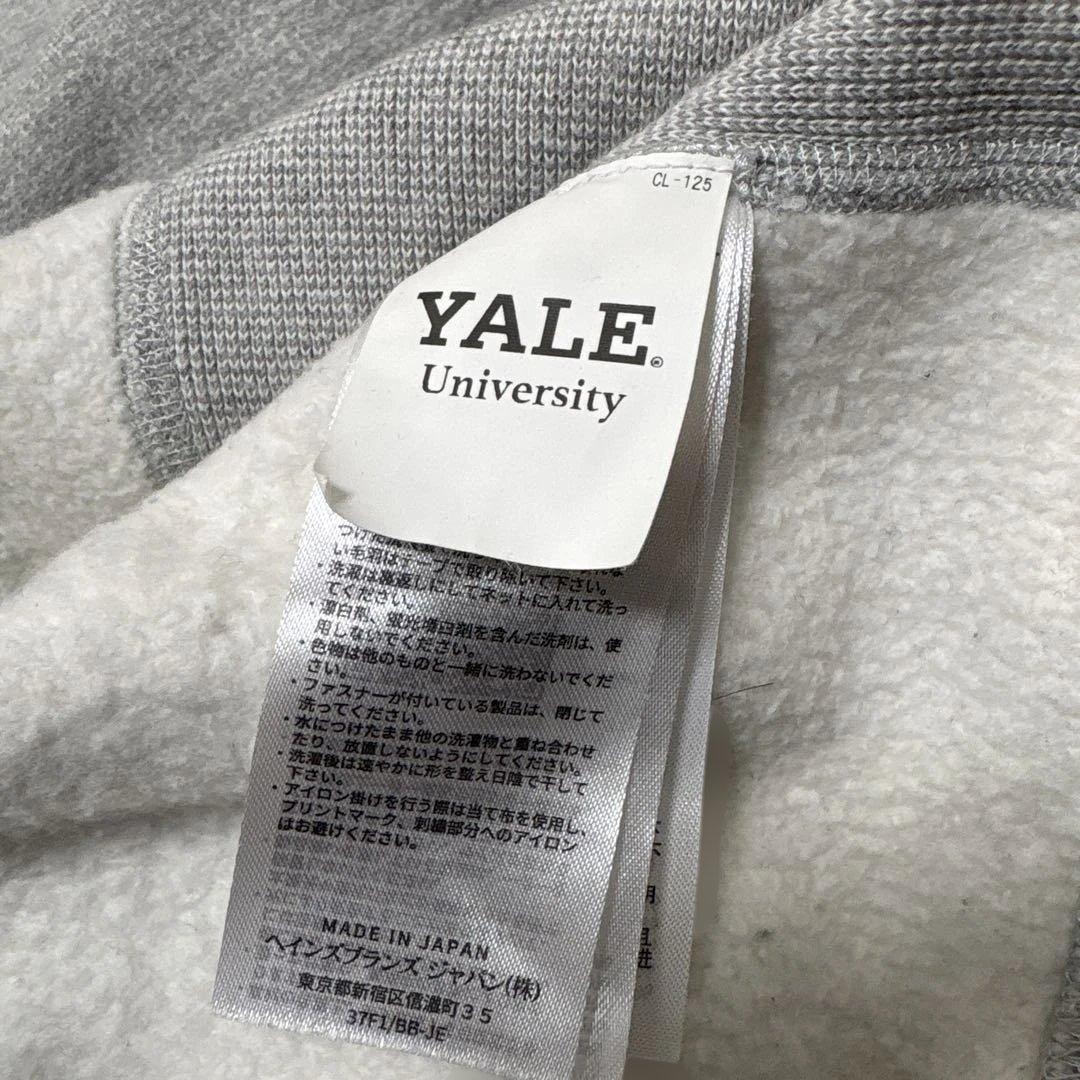 CL-125
YALE®
University
い毛羽はテープで取り除いて下さい。
・洗濯は裏返しにしてネットに入れて洗っ
てください。
・漂白剤、蛍光漂白剤を含んだ洗剤は、使
用しないでください。
・色物は他のものと一緒に洗わないでくだ
さい。
・ファスナーが付いている製品は、閉じて
洗ってください。
・水につけたまま他の洗濯物と重ね合わせ
たり、放置しないようにしてください。
・洗濯後は速やかに形を整え日陰で干して
下さい。
・アイロン掛けを行う際は当て布を使用し、
プリントマーク、刺繍部分へのアイロン
はお避けください。
MADE IN JAPAN
ヘインズブランズ ジャパン(株)
東京都新宿区信濃町35
37F1/BB-JE